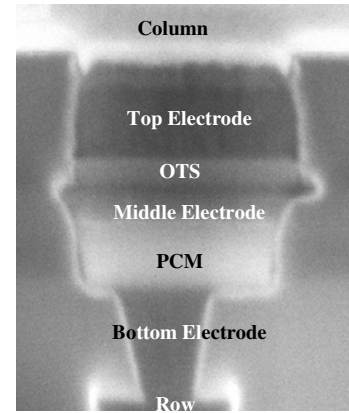 Column
Top Electrode
OTS
Middle Electrode
PCM
Bottom Electrode
Row